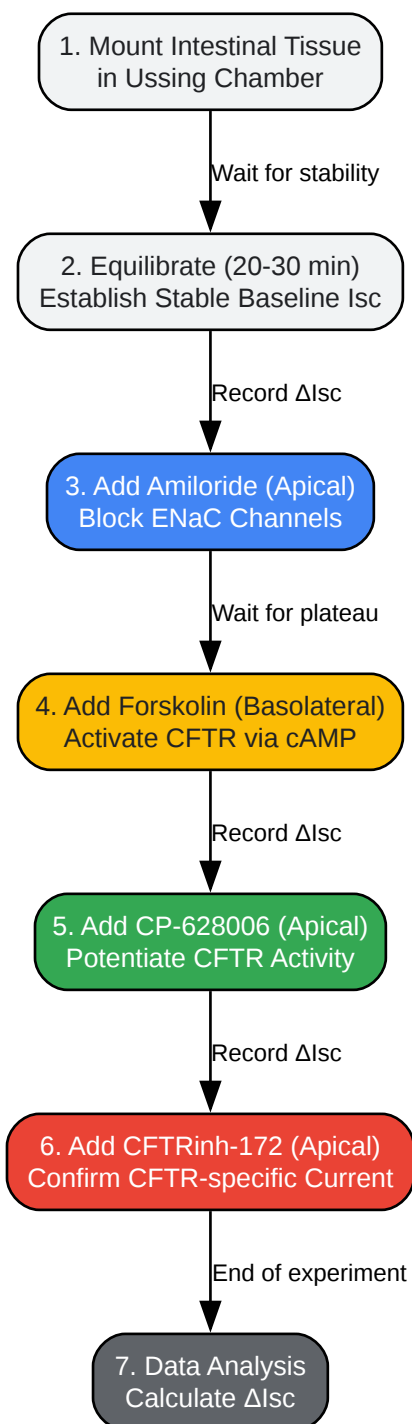 1. Mount Intestinal Tissue
in Ussing Chamber
Wait for stability
2. Equilibrate (20-30 min)
Establish Stable Baseline Isc
Record ΔIsc
3. Add Amiloride (Apical)
Block ENaC Channels
Wait for plateau
4. Add Forskolin (Basolateral)
Activate CFTR via cAMP
Record ΔIsc
5. Add CP-628006 (Apical)
Potentiate CFTR Activity
Record ΔIsc
6. Add CFTRinh-172 (Apical)
Confirm CFTR-specific Current
End of experiment
7. Data Analysis
Calculate ΔIsc